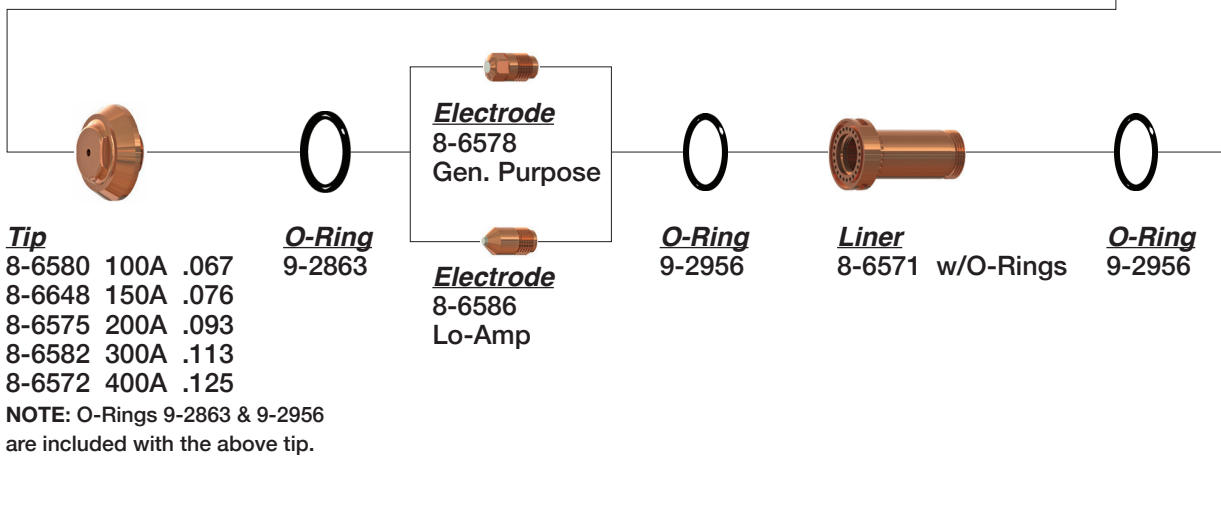 Electrode
8-6578
Gen. Purpose
Tip
8-6580 100A .067
8-6648 150A .076
8-6575 200A .093
8-6582 300A .113
8-6572 400A .125
NOTE: O-Rings 9-2863 & 9-2956
are included with the above tip.
O-Ring
9-2863
Electrode
8-6586
Lo-Amp
O-Ring
9-2956
Liner
8-6571 w/O-Rings
O-Ring
9-2956